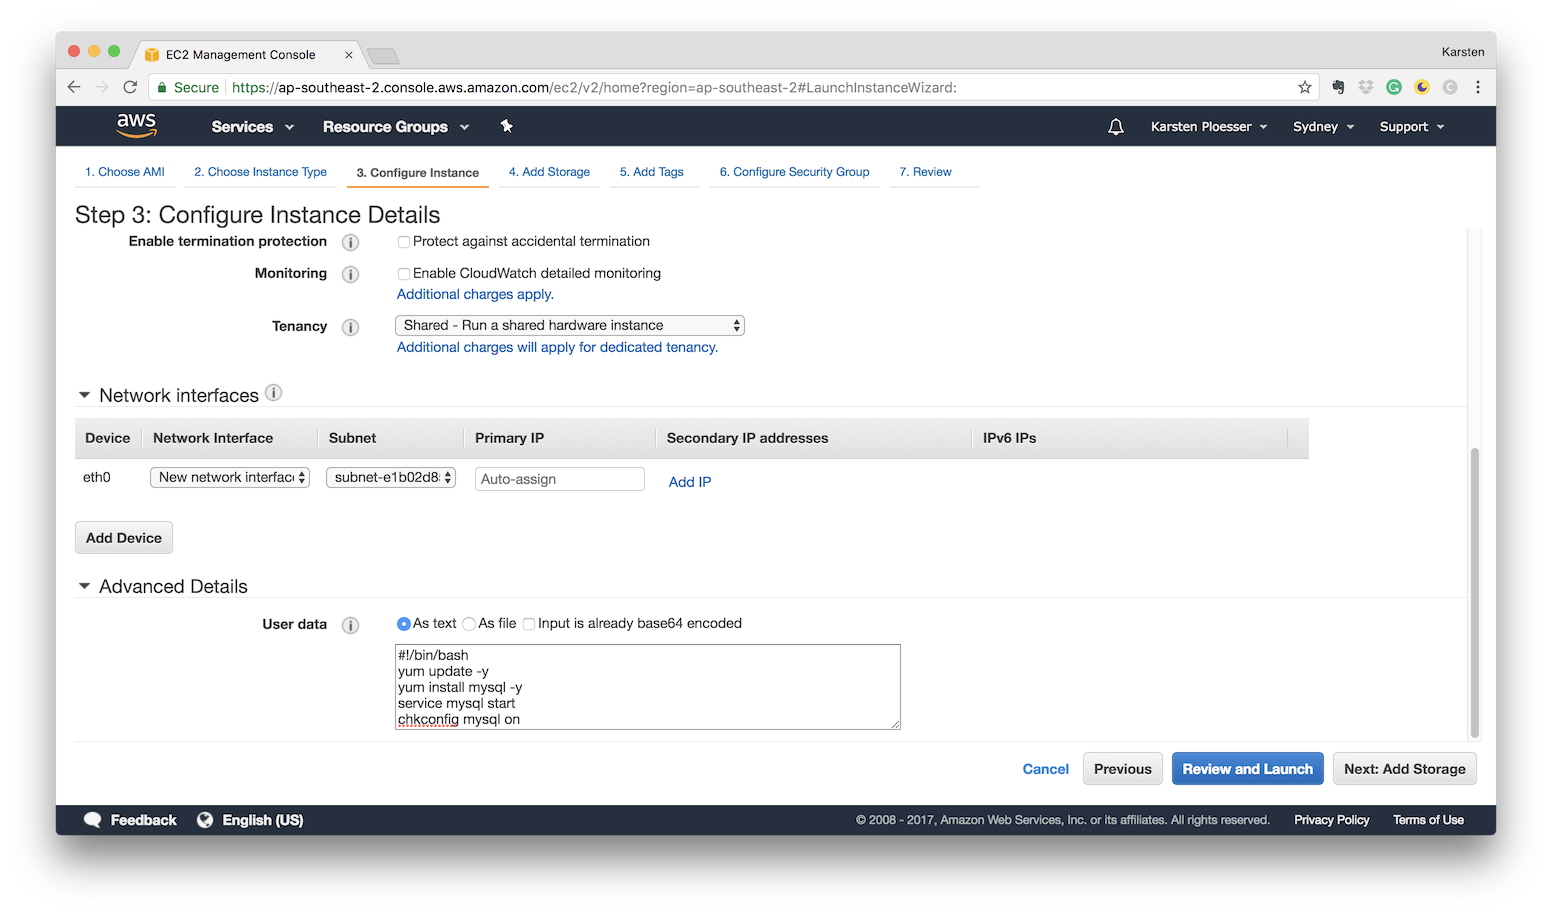 EC2 Management Console
Karsten
Secure https://ap-southeast-2.console.aws.amazon.com/ec2/v2/home?region=ap-southeast-2#LaunchInstanceWizard:
aws Services Resource Groups Karsten Ploesser Sydney Support
1. Choose AMI 2. Choose Instance Type 3. Configure Instance 4. Add Storage 5. Add Tags 6. Configure Security Group 7. Review
Step 3: Configure Instance Details
Enable termination protection Protect against accidental termination
Monitoring Enable CloudWatch detailed monitoring
Additional charges apply.
Tenancy Shared - Run a shared hardware instance
Additional charges will apply for dedicated tenancy.
Network interfaces
Device Network Interface Subnet Primary IP Secondary IP addresses IPv6 IPs
eth0 New network interfac subnet-e1b02d8 Auto-assign Add IP
Add Device
Advanced Details
User data As text As file Input is already base64 encoded
#!/bin/bash
yum update -y
yum install mysql -y
service mysql start
chkconfig mysql on
Cancel Previous Review and Launch Next: Add Storage
Feedback English (US) © 2008 - 2017, Amazon Web Services, Inc. or its affiliates. All rights reserved. Privacy Policy Terms of Use